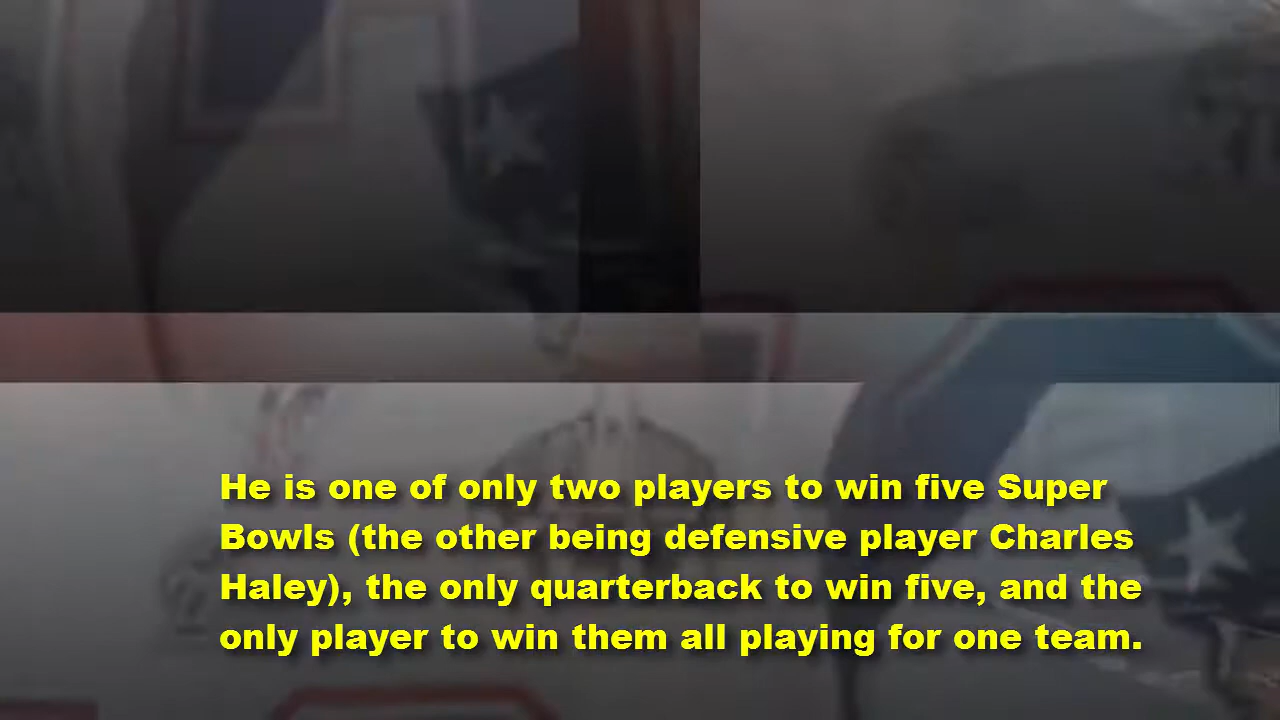 He is one of only two players to win five Super
Bowls (the other being defensive player Charles
Haley), the only quarterback to win five, and the
only player to win them all playing for one team.